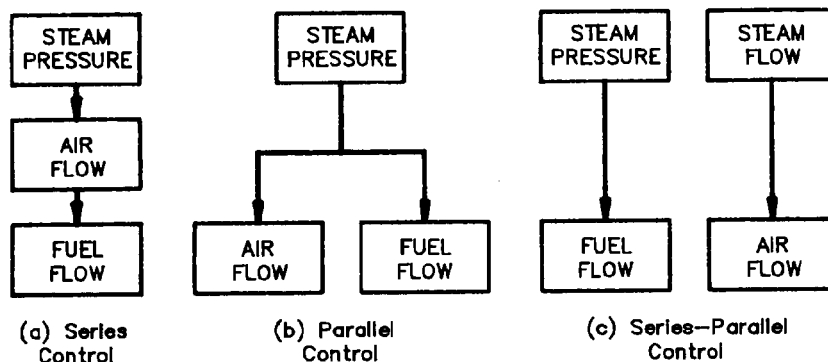 STEAM
PRESSURE
AIR
FLOW
FUEL
FLOW
(a) Series
Control
STEAM
PRESSURE
AIR
FLOW
FUEL
FLOW
(b) Parallel
Control
STEAM
PRESSURE
STEAM
FLOW
FUEL
FLOW
AIR
FLOW
(c) Series-Parallel
Control